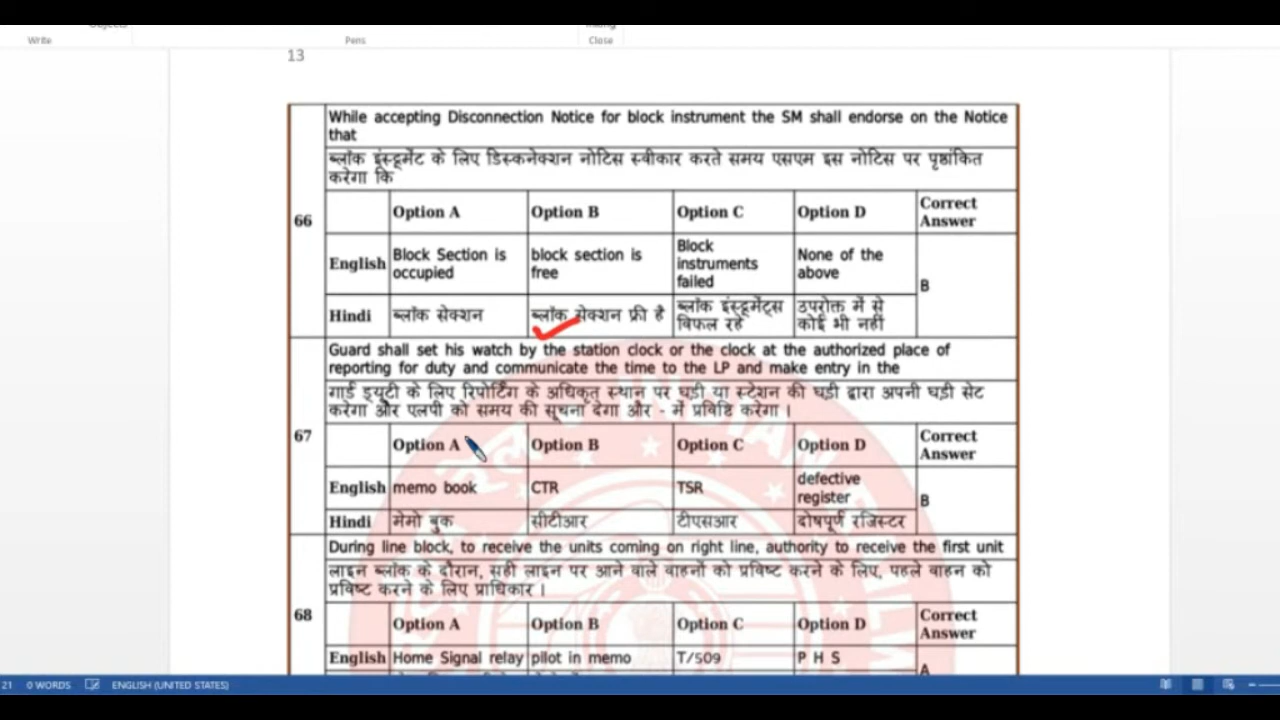 Write
Pens
Close
13
While accepting Disconnection Notice for block instrument the SM shall endorse on the Notice
that
ब्लॉक इंस्ट्रूमेंट के लिए डिस्कनेक्शन नोटिस स्वीकार करते समय एसएम इस नोटिस पर पृष्ठांकित
करेगा कि
66
Option A
Option B
Option C
Option D
Correct
Answer
English
Block Section is
occupied
block section is
free
Block
instruments
failed
None of the
above
B
Hindi
ब्लॉक सेक्शन
ब्लॉक सेक्शन फ्री है
ब्लॉक इंस्ट्रूमेंट्स
विफल रहे
उपरोक्त में से
कोई भी नहीं
Guard shall set his watch by the station clock or the clock at the authorized place of
reporting for duty and communicate the time to the LP and make entry in the
गार्ड ड्यूटी के लिए रिपोर्टिंग के अधिकृत स्थान पर घड़ी या स्टेशन की घड़ी द्वारा अपनी घड़ी सेट
करेगा और एलपी को समय की सूचना देगा और - में प्रविष्टि करेगा ।
67
Option A
Option B
Option C
Option D
Correct
Answer
English
memo book
CTR
TSR
defective
register
B
Hindi
मेमो बुक
सीटीआर
टीएसआर
दोषपूर्ण रजिस्टर
During line block, to receive the units coming on right line, authority to receive the first unit
लाइन ब्लॉक के दौरान, सही लाइन पर आने वाले वाहनों को प्रविष्ट करने के लिए, पहले वाहन को
प्रविष्ट करने के लिए प्राधिकार ।
68
Option A
Option B
Option C
Option D
Correct
Answer
English
Home Signal relay
pilot in memo
T/509
P H S
A
21 0 WORDS ENGLISH (UNITED STATES)